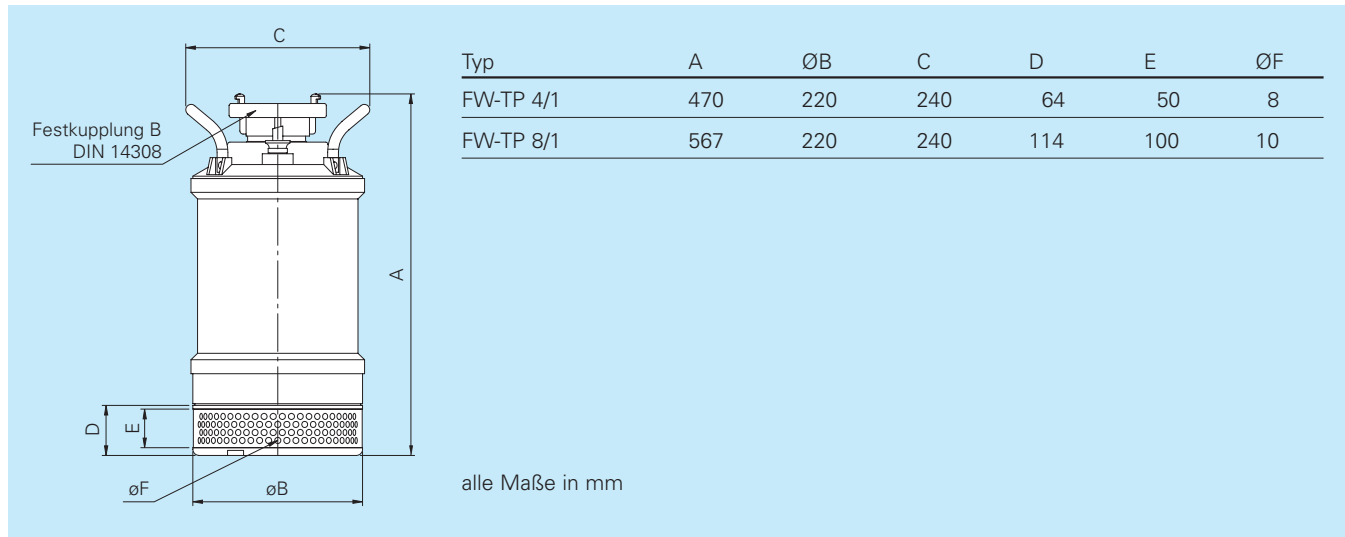 C
Festkupplung B
DIN 14308
A
D
E
øF
øB
Typ A ØB C D E ØF
FW-TP 4/1 470 220 240 64 50 8
FW-TP 8/1 567 220 240 114 100 10
alle Maße in mm